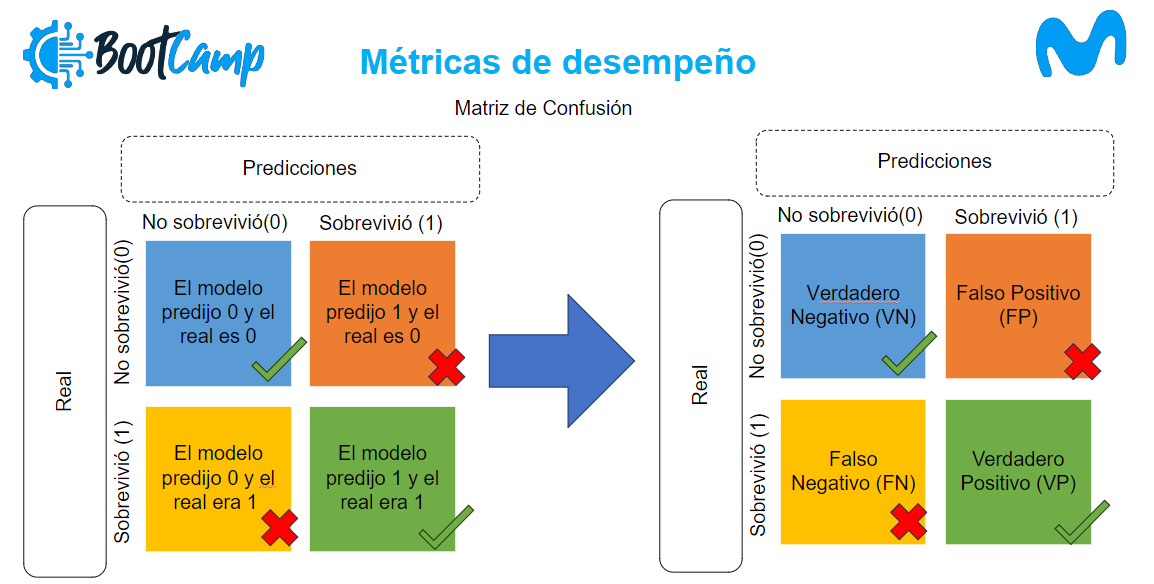 BootCamp
Métricas de desempeño
Matriz de Confusión
Predicciones
No sobrevivió(0)
Sobrevivió (1)
Real
No sobrevivió(0)
Sobrevivió (1)
El modelo
predijo 0 y el
real es 0
El modelo
predijo 1 y el
real es 0
El modelo
predijo 0 y el
real era 1
El modelo
predijo 1 y el
real era 1
Predicciones
No sobrevivió(0)
Sobrevivió (1)
Real
No sobrevivió(0)
Sobrevivió (1)
Verdadero
Negativo (VN)
Falso Positivo
(FP)
Falso
Negativo (FN)
Verdadero
Positivo (VP)